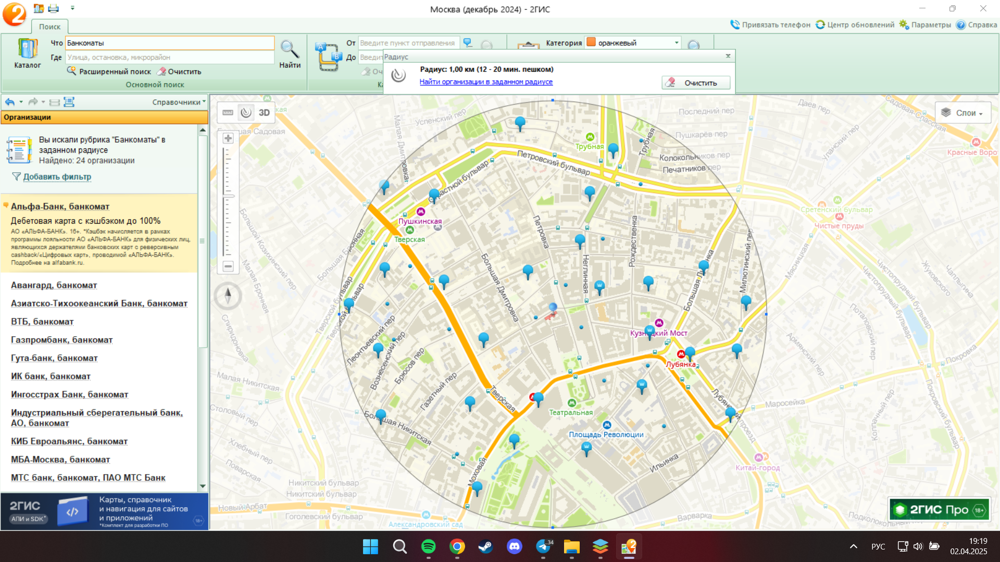 Москва (декабрь 2024) - 2ГИС
Поиск
Привязать телефон
Центр обновлений
Параметры
Справка
Каталог
Что
Банкоматы
Где
Улица, остановка, микрорайон
Расширенный поиск
Очистить
Найти
Основной поиск
От
Введите пункт отправления
До
Категория
оранжевый
Радиус
Радиус: 1,00 км (12 - 20 мин. пешком)
Найти организации в заданном радиусе
Очистить
Справочники
Организации
Вы искали рубрика "Банкоматы" в
заданном радиусе
Найдено: 24 организации
Добавить фильтр
Альфа-Банк, банкомат
Дебетовая карта с кэшбэком до 100%
АО «АЛЬФА-БАНК». 16+. *Кэшбэк начисляется в рамках
программы лояльности АО «АЛЬФА-БАНК» для физических лиц,
являющихся держателями банковских карт с реверсивным
cashback/«Цифровых карт», проводимой «АЛЬФА-БАНК».
Подробнее на alfabank.ru.
Авангард, банкомат
Азиатско-Тихоокеанский Банк, банкомат
ВТБ, банкомат
Газпромбанк, банкомат
Гута-банк, банкомат
ИК банк, банкомат
Ингосстрах Банк, банкомат
Индустриальный сберегательный банк,
АО, банкомат
КИБ Евроальянс, банкомат
МБА-Москва, банкомат
МТС банк, банкомат, ПАО МТС Банк
2ГИС
АПИ и SDK*
Карты, справочник
и навигация для сайтов
и приложений
*Комплект для разработки ПО
18+
3D
Слои
Успенский пер
Малая Дмитровка
Последний пер
Даев пер
Садовая-Спасская
Пушкарёв пер
Уланский пер
Трубная
Трубная
Колокольников пер
Печатников пер
Красные Воро
Петровский бульвар
Страстной бульвар
Сретенский бульвар
Чистые пруды
Пушкинская
Тверская
Петровка
Рождественка
Неглинная
Большая Лубянка
Милютинский пер
Мясницкая
Чистопрудный бульвар
Чистопрудный бульвар
Жуковского
Чаплыгина
Большой Козихинский пер
Большая Бронная
Малая Бронная
Большая Дмитровка
Тверской бульвар
Тверской бульвар
Спиридоновка
Леонтьевский пер
Вознесенский пер
Брюсов пер
Газетный пер
Кузнецкий Мост
Лубянка
Потаповский пер
Армянский пер
Покровка
Малая Никитская
Столовый пер
Тверская
Театральная
Площадь Революции
Лубянский проезд
Маросейка
Колпачный пер
Покровский бульвар
Большая Никитская
Хлебный пер
Поварская
Моховая
Ильинка
Китай-город
Никитский бульвар
Никитский бульвар
Новый Арбат
Гоголевский бульвар
Александровский сад
Варварка
Подколокольный пер
2ГИС Про
18+
34
РУС
19:19
02.04.2025